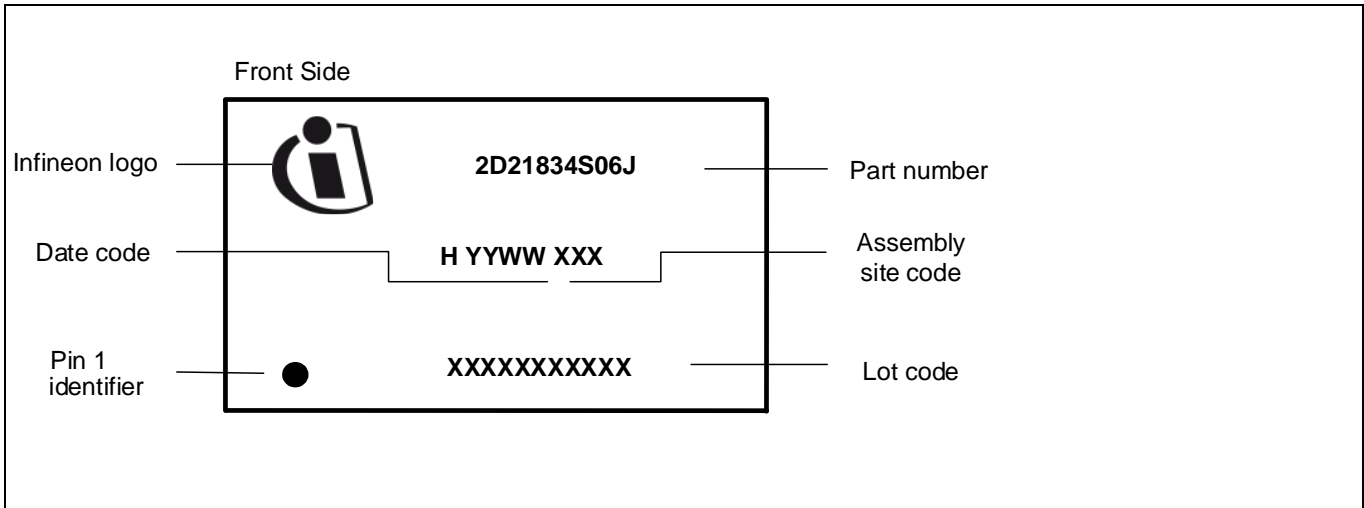 Front Side
Infineon logo
2D21834S06J
Part number
Date code
H YYWW XXX
Assembly
site code
Pin 1
identifier
XXXXXXXXXXX
Lot code